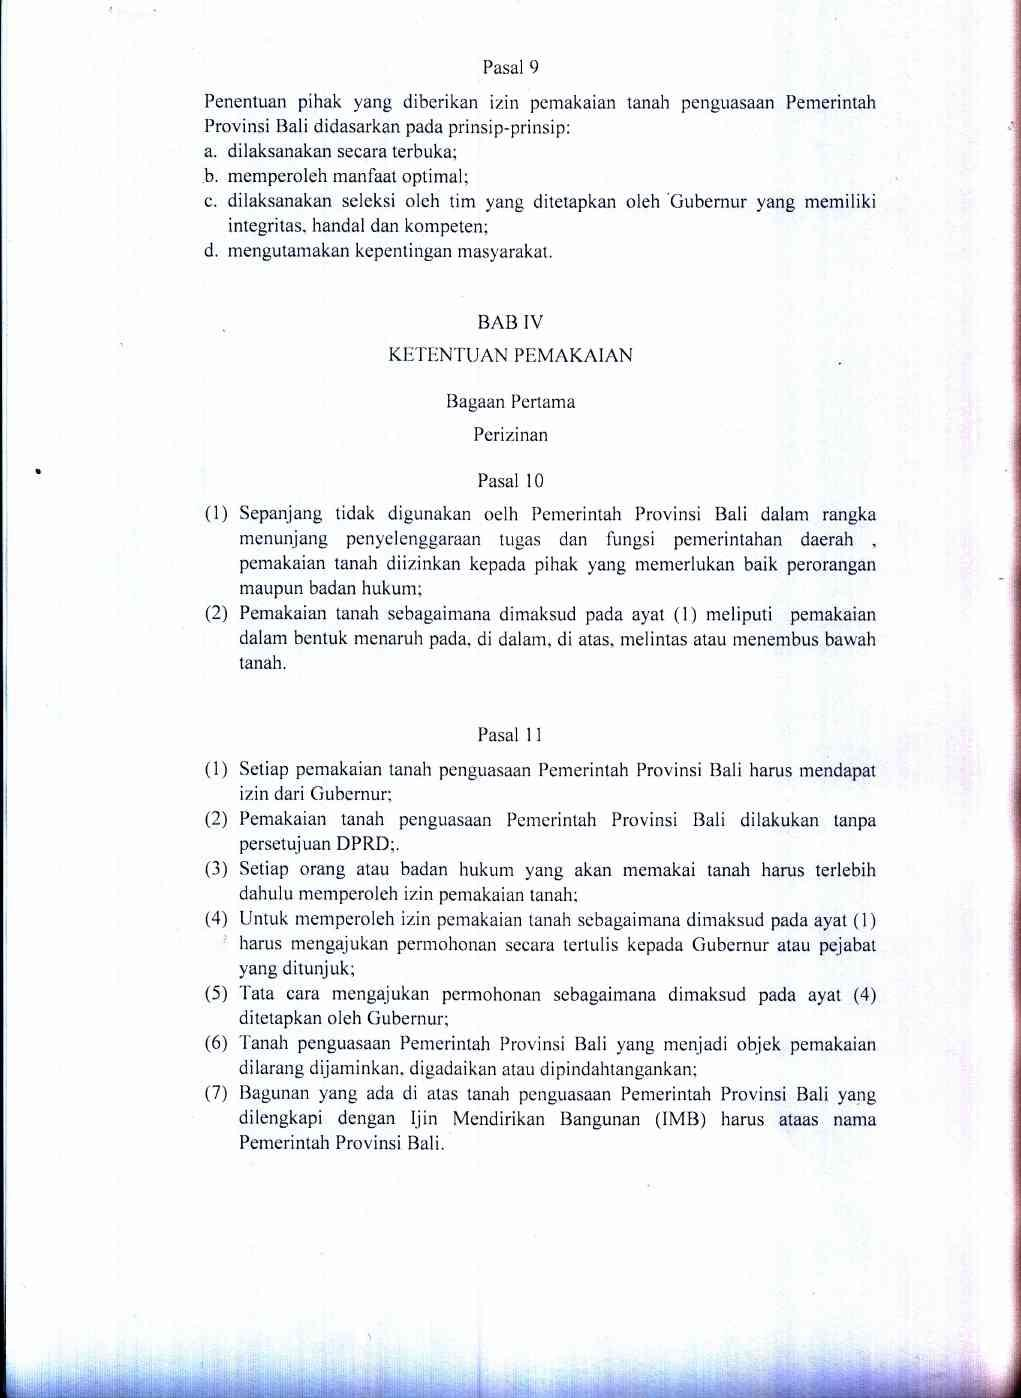 Pasal 9
Penentuan pihak yang diberikan izin pemakaian tanah penguasaan Pemerintah
Provinsi Bali didasarkan pada prinsip-prinsip:
a. dilaksanakan secara terbuka;
b. memperoleh manfaat optimal;
c. dilaksanakan seleksi oleh tim yang ditetapkan oleh Gubernur yang memiliki
integritas, handal dan kompeten;
d. mengutamakan kepentingan masyarakat.
BAB IV
KETENTUAN PEMAKAIAN
Bagaan Pertama
Perizinan
Pasal 10
(1) Sepanjang tidak digunakan oelh Pemerintah Provinsi Bali dalam rangka
menunjang penyelenggaraan tugas dan fungsi pemerintahan daerah ,
pemakaian tanah diizinkan kepada pihak yang memerlukan baik perorangan
maupun badan hukum;
(2) Pemakaian tanah sebagaimana dimaksud pada ayat (1) meliputi pemakaian
dalam bentuk menaruh pada, di dalam, di atas, melintas atau menembus bawah
tanah.
Pasal 11
(1) Setiap pemakaian tanah penguasaan Pemerintah Provinsi Bali harus mendapat
izin dari Gubernur;
(2) Pemakaian tanah penguasaan Pemerintah Provinsi Bali dilakukan tanpa
persetujuan DPRD;.
(3) Setiap orang atau badan hukum yang akan memakai tanah harus terlebih
dahulu memperoleh izin pemakaian tanah;
(4) Untuk memperoleh izin pemakaian tanah sebagaimana dimaksud pada ayat (1)
harus mengajukan permohonan secara tertulis kepada Gubernur atau pejabat
yang ditunjuk;
(5) Tata cara mengajukan permohonan sebagaimana dimaksud pada ayat (4)
ditetapkan oleh Gubernur;
(6) Tanah penguasaan Pemerintah Provinsi Bali yang menjadi objek pemakaian
dilarang dijaminkan, digadaikan atau dipindahtangankan;
(7) Bagunan yang ada di atas tanah penguasaan Pemerintah Provinsi Bali yang
dilengkapi dengan Ijin Mendirikan Bangunan (IMB) harus ataas nama
Pemerintah Provinsi Bali.